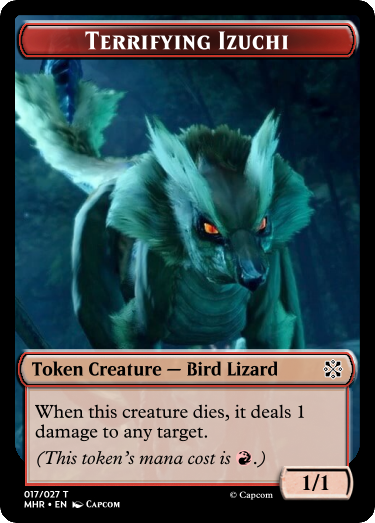 TERRIFYING IZUCHI
Token Creature — Bird Lizard
When this creature dies, it deals 1
damage to any target.
(This token's mana cost is .)
1/1
017/027 T
MHR • EN CAPCOM
© Capcom